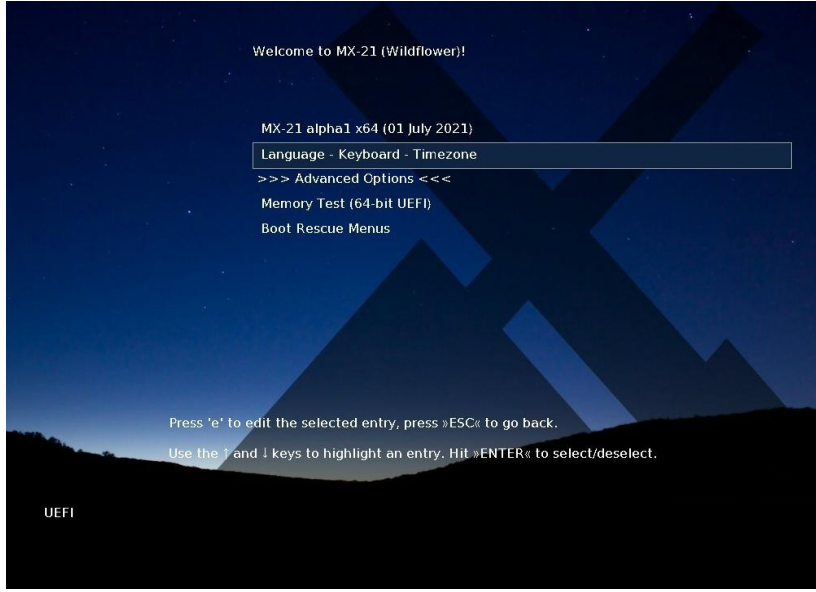 Welcome to MX-21 (Wildflower)!
MX-21 alpha1 x64 (01 July 2021)
Language - Keyboard - Timezone
>>> Advanced Options <<<
Memory Test (64-bit UEFI)
Boot Rescue Menus
Press 'e' to edit the selected entry, press »ESC« to go back.
Use the ↑ and ↓ keys to highlight an entry. Hit »ENTER« to select/deselect.
UEFI